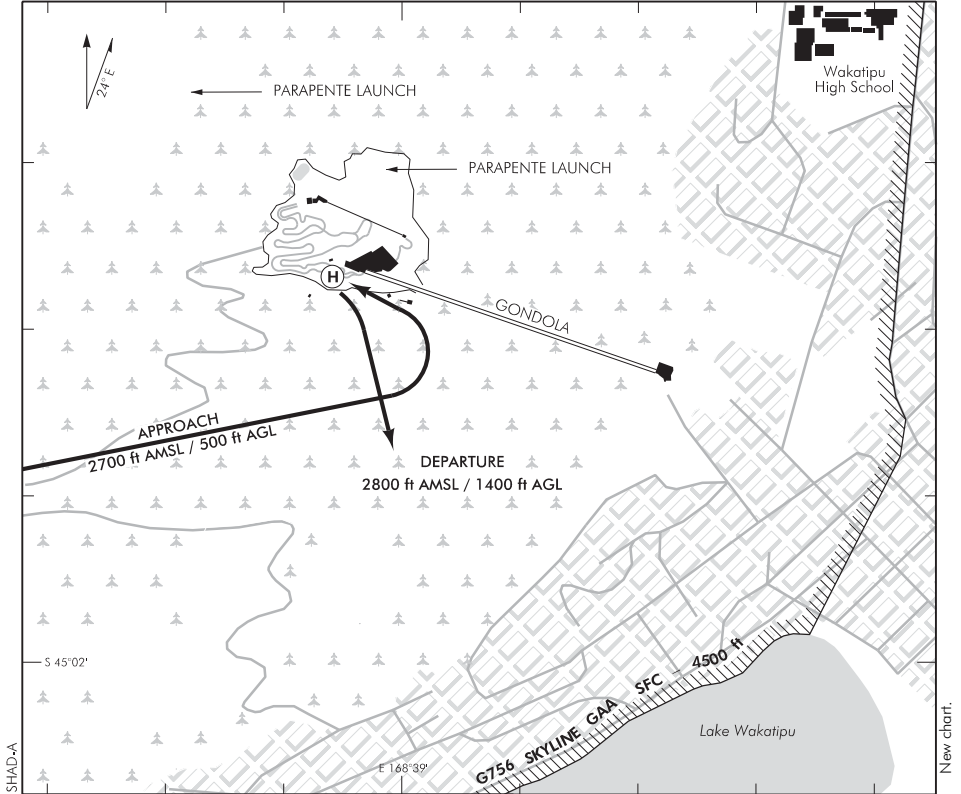 24° E
PARAPENTE LAUNCH
Wakatipu
High School
PARAPENTE LAUNCH
H
GONDOLA
APPROACH
2700 ft AMSL / 500 ft AGL
DEPARTURE
2800 ft AMSL / 1400 ft AGL
S 45°02'
G756 SKYLINE GAA SFC – 4500 ft
Lake Wakatipu
E 168°39'
SHAD-A
New chart.